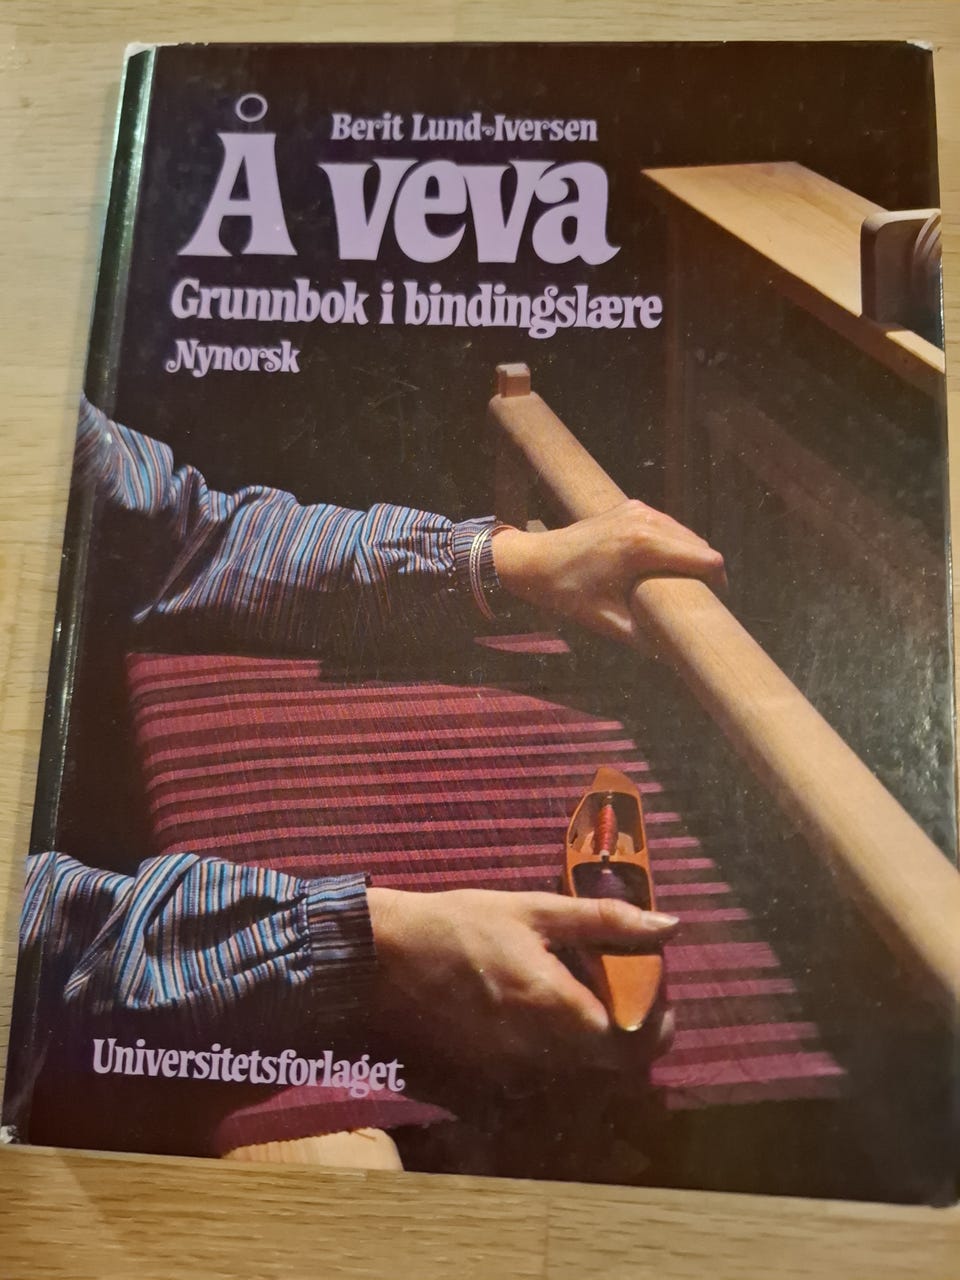 Berit Lund-Iversen
Å veva
Grunnbok i bindingslære
Nynorsk
Universitetsforlaget